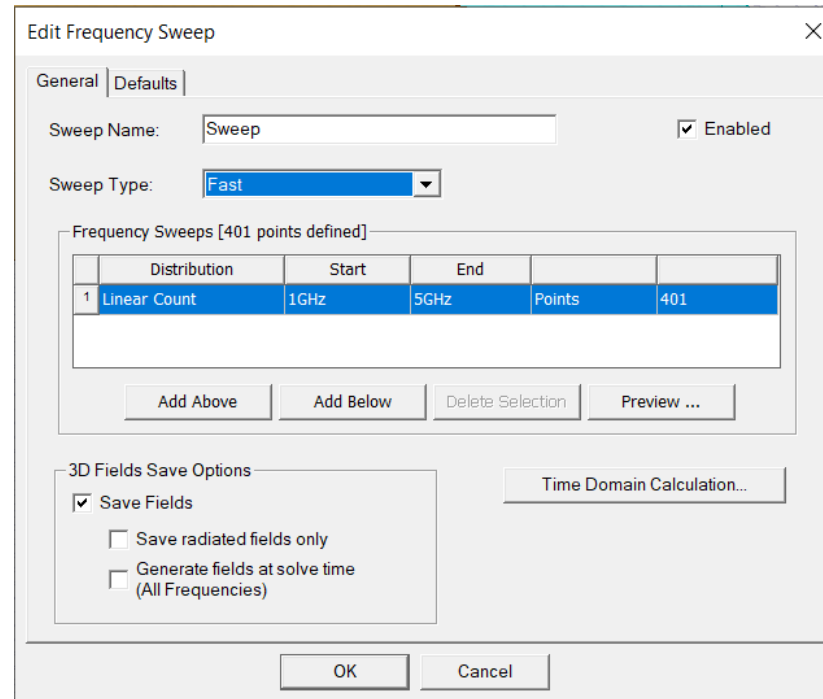 Edit Frequency Sweep
General Defaults
Sweep Name: Sweep Enabled
Sweep Type: Fast
Frequency Sweeps [401 points defined]
Distribution Start End
1 Linear Count 1GHz 5GHz Points 401
Add Above Add Below Delete Selection Preview ...
3D Fields Save Options
Save Fields
Time Domain Calculation...
Save radiated fields only
Generate fields at solve time
(All Frequencies)
OK Cancel